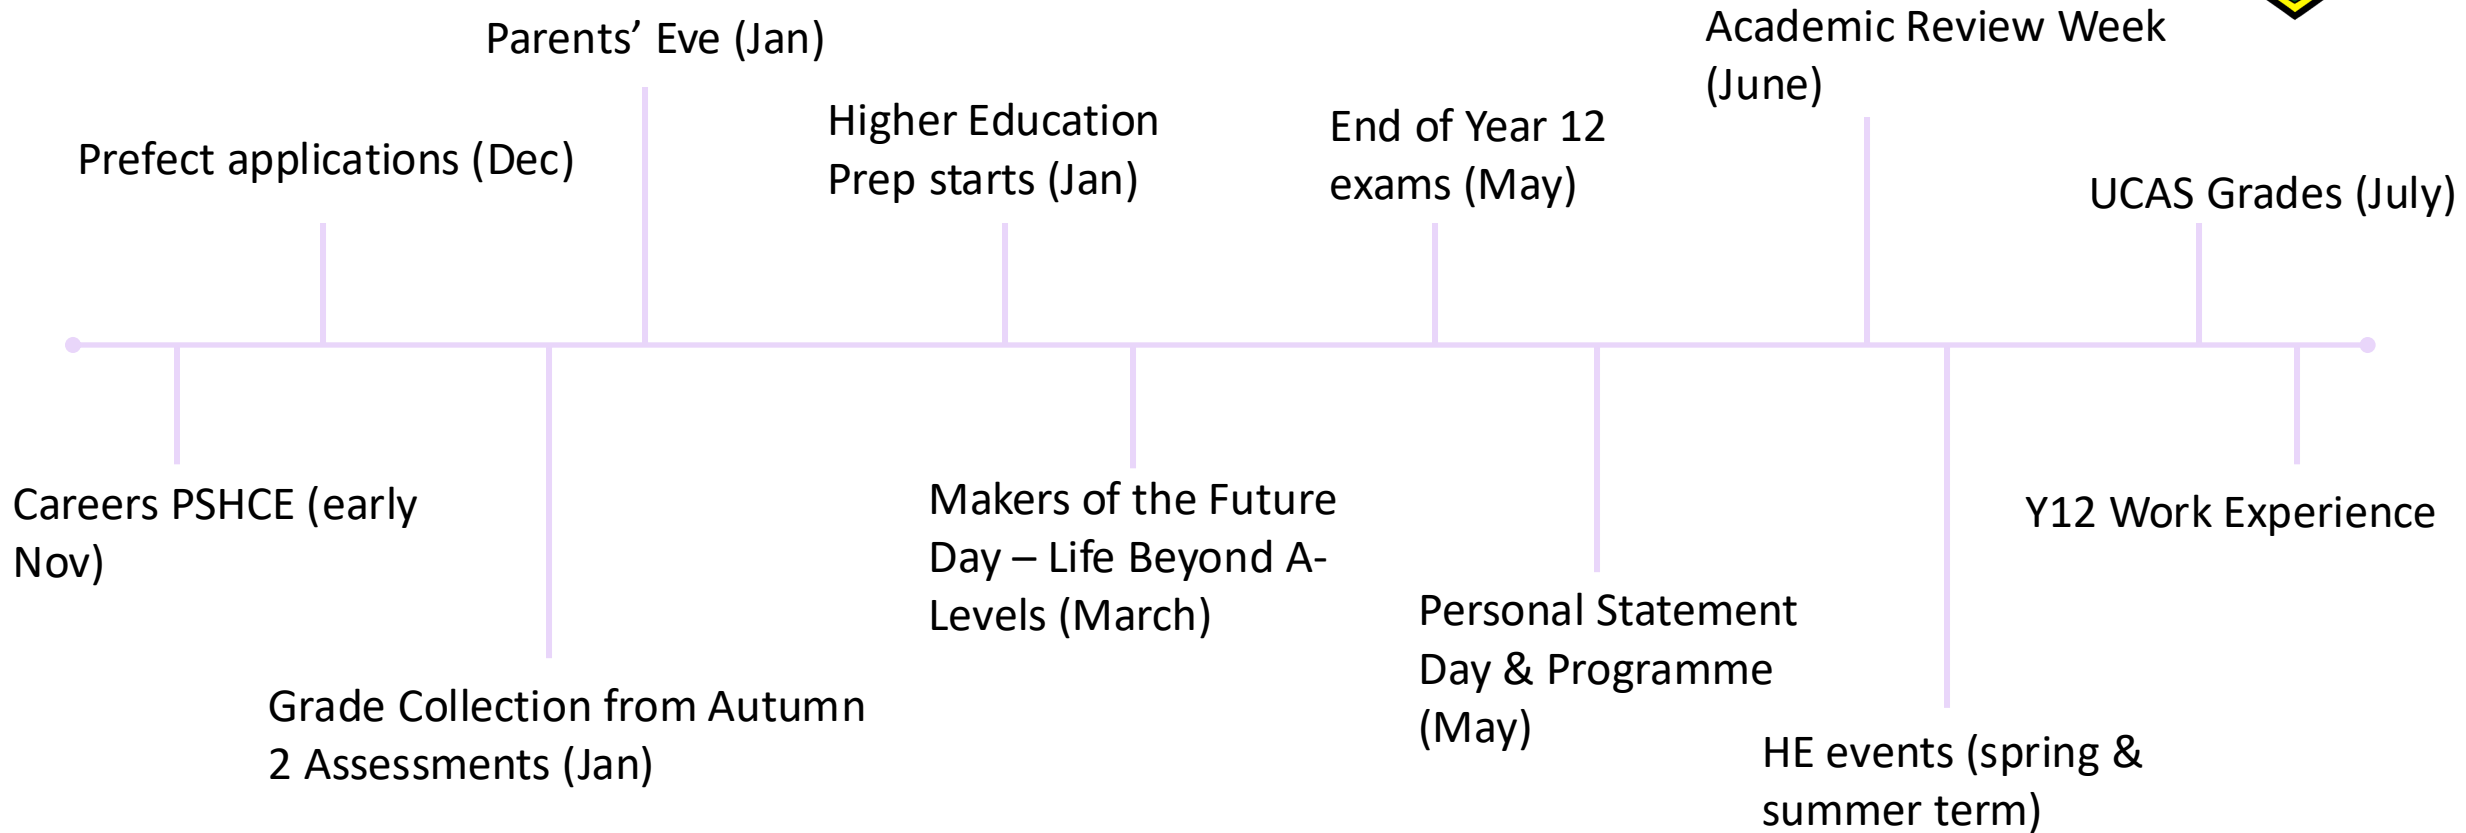 Parents’ Eve (Jan)
Academic Review Week
(June)
Higher Education
Prep starts (Jan)
End of Year 12
exams (May)
Prefect applications (Dec)
UCAS Grades (July)
Careers PSHCE (early
Nov)
Makers of the Future
Day – Life Beyond A-
Levels (March)
Y12 Work Experience
Personal Statement
Day & Programme
(May)
Grade Collection from Autumn
2 Assessments (Jan)
HE events (spring &
summer term)